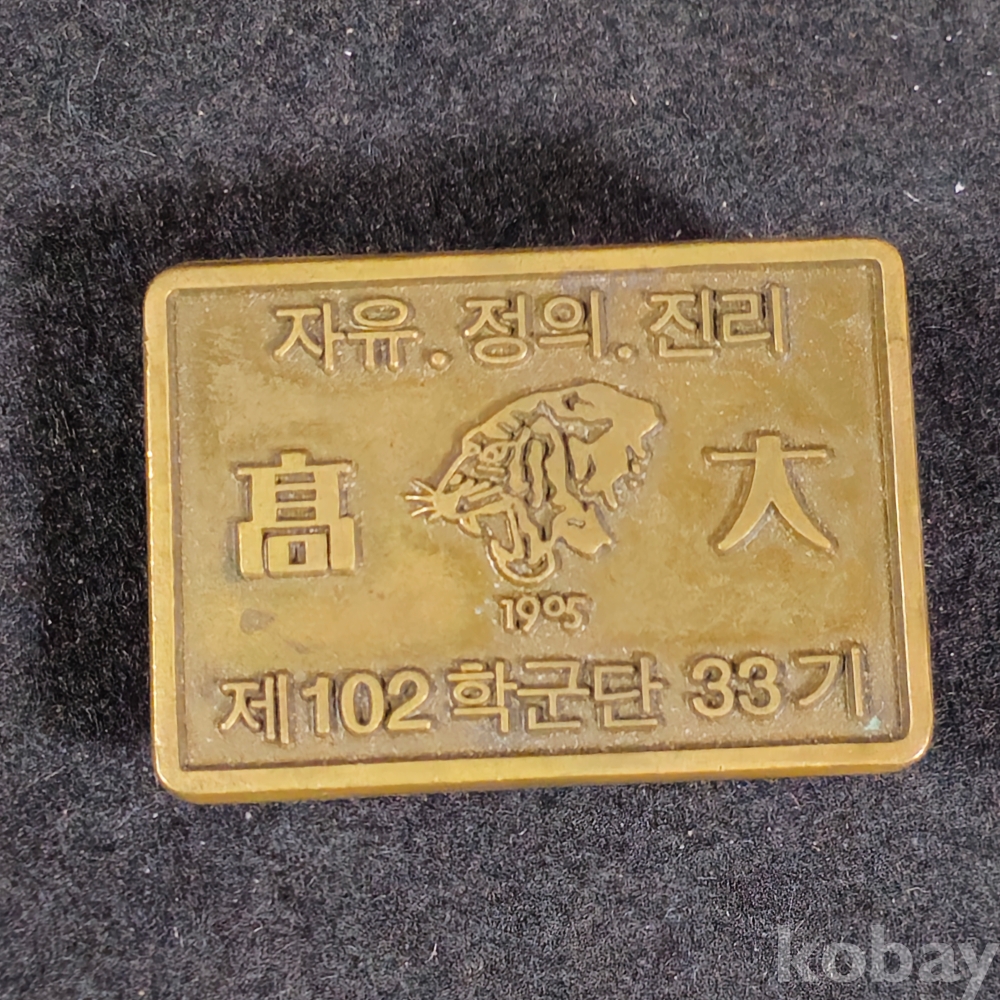 자유.정의.진리
髙 大
1905
제102학군단 33기
kobay